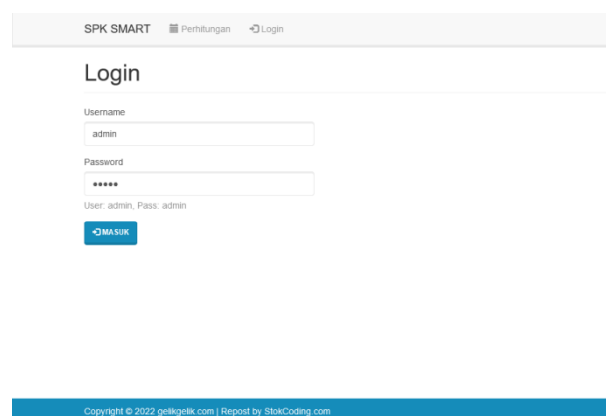 SPK SMART Perhitungan Login
Login
Username
admin
Password
•••••
User: admin, Pass: admin
MASUK
Copyright © 2022 gelikgelik.com | Repost by StokCoding.com